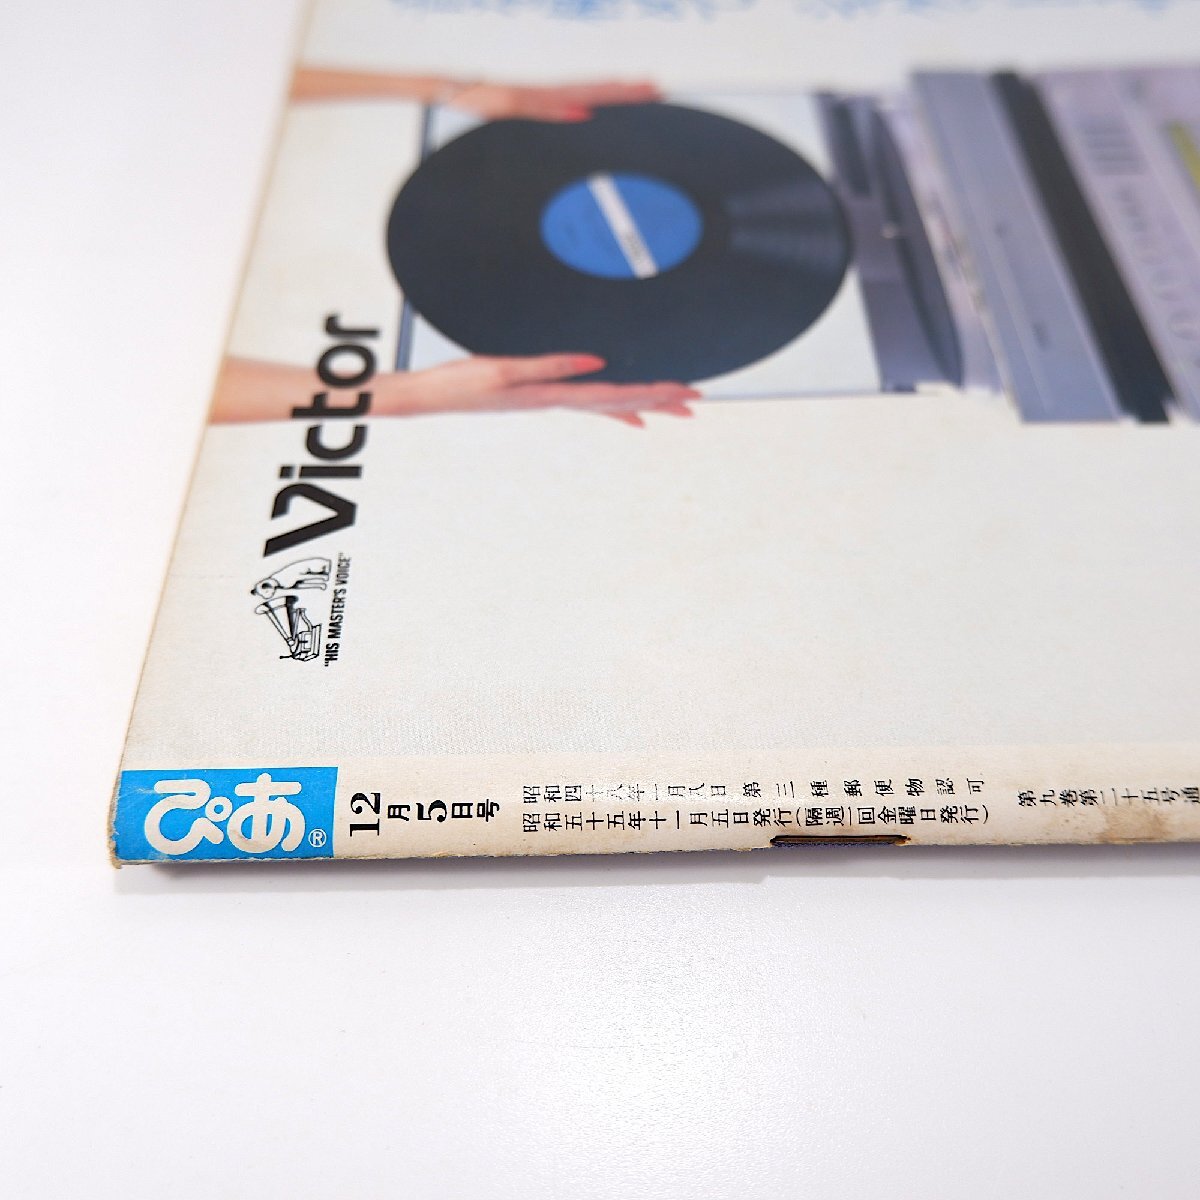 Victor
"HIS MASTER'S VOICE"
ぴあ®
12月5日号
昭和四十八年一月八日 第三種郵便物認可
昭和五十五年十一月五日発行(隔週一回金曜日発行)
第九巻第二十五号通